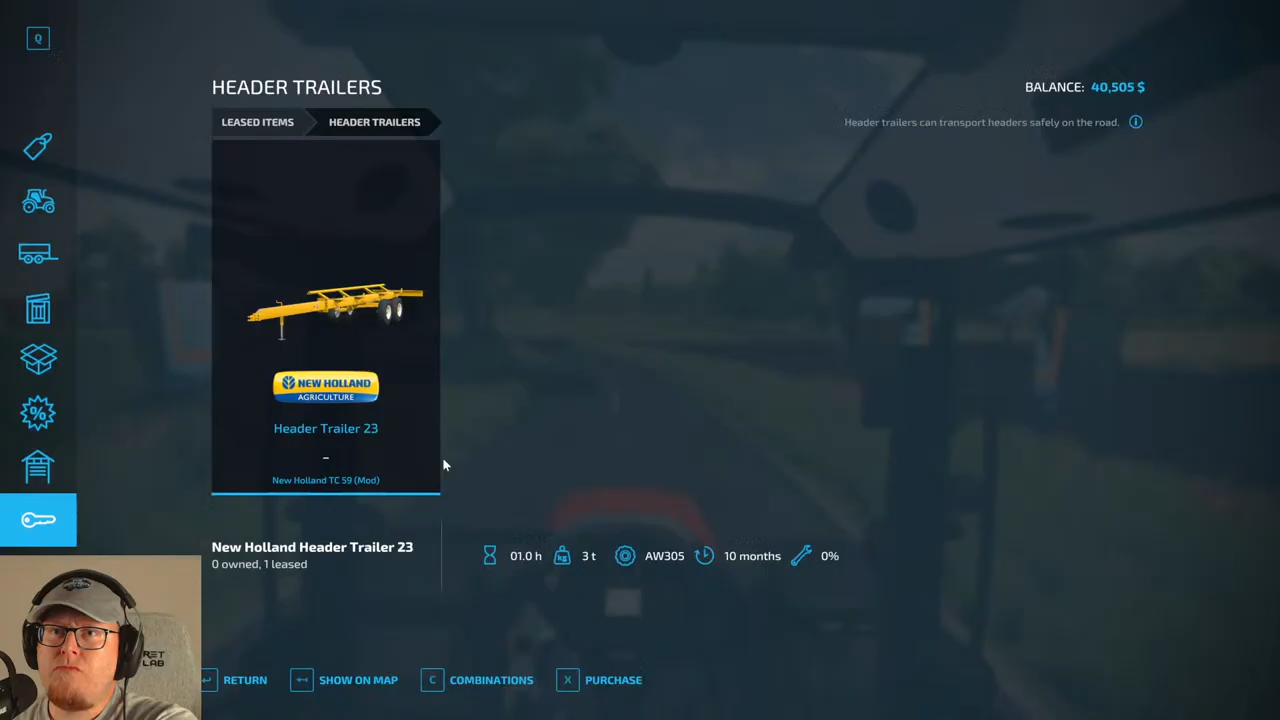 Q
HEADER TRAILERS
BALANCE: 40,505 $
LEASED ITEMS
HEADER TRAILERS
Header trailers can transport headers safely on the road.
NEW HOLLAND
AGRICULTURE
Header Trailer 23
–
New Holland TC 59 (Mod)
New Holland Header Trailer 23
0 owned, 1 leased
01.0 h
3 t
AW305
10 months
0%
RET
LAB
RETURN
SHOW ON MAP
C COMBINATIONS
X PURCHASE